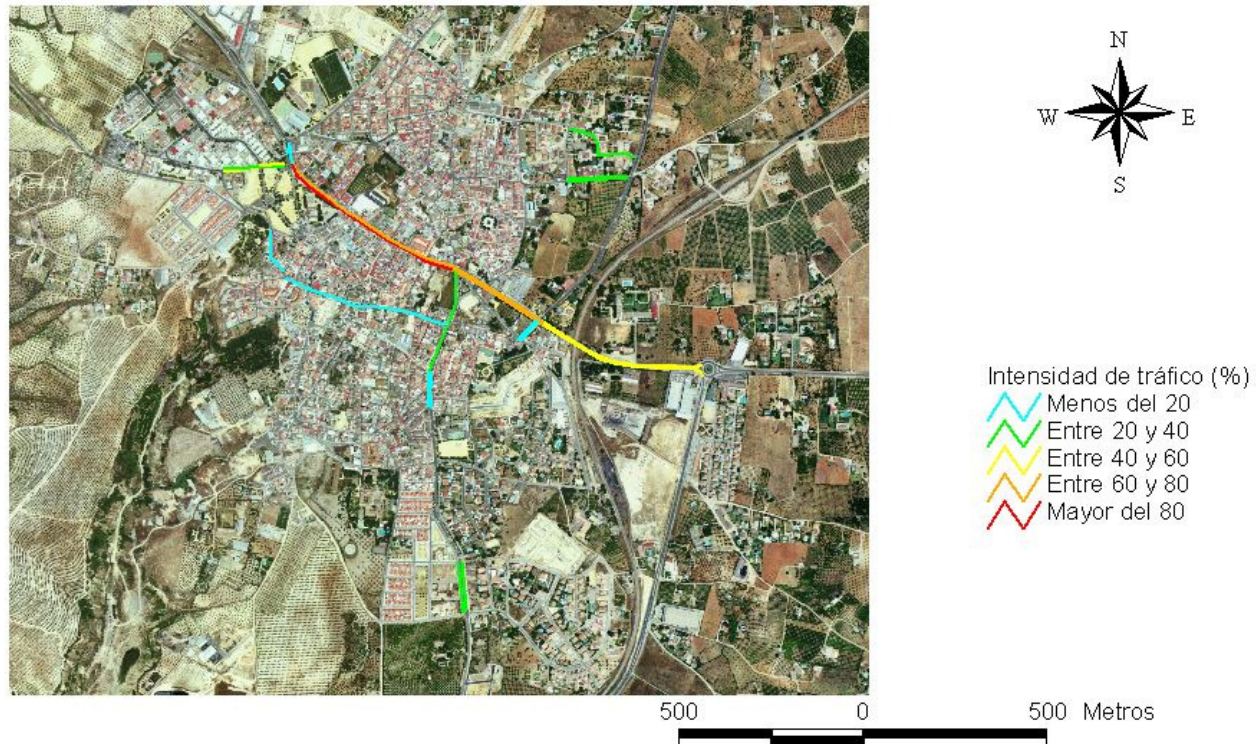 N
W E
S
Intensidad de tráfico (%)
Menos del 20
Entre 20 y 40
Entre 40 y 60
Entre 60 y 80
Mayor del 80
500 0 500 Metros